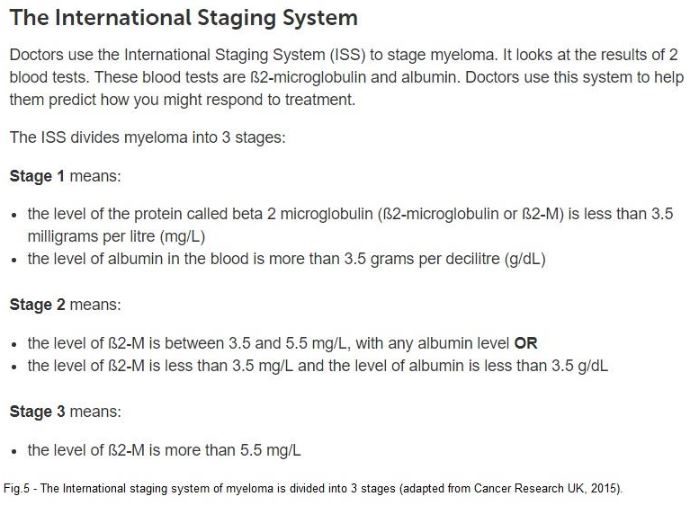 The International Staging System
Doctors use the International Staging System (ISS) to stage myeloma. It looks at the results of 2
blood tests. These blood tests are ß2-microglobulin and albumin. Doctors use this system to help
them predict how you might respond to treatment.
The ISS divides myeloma into 3 stages:
Stage 1 means:
• the level of the protein called beta 2 microglobulin (ß2-microglobulin or ß2-M) is less than 3.5
milligrams per litre (mg/L)
• the level of albumin in the blood is more than 3.5 grams per decilitre (g/dL)
Stage 2 means:
• the level of ß2-M is between 3.5 and 5.5 mg/L, with any albumin level OR
• the level of ß2-M is less than 3.5 mg/L and the level of albumin is less than 3.5 g/dL
Stage 3 means:
• the level of ß2-M is more than 5.5 mg/L
Fig.5 - The International staging system of myeloma is divided into 3 stages (adapted from Cancer Research UK, 2015).